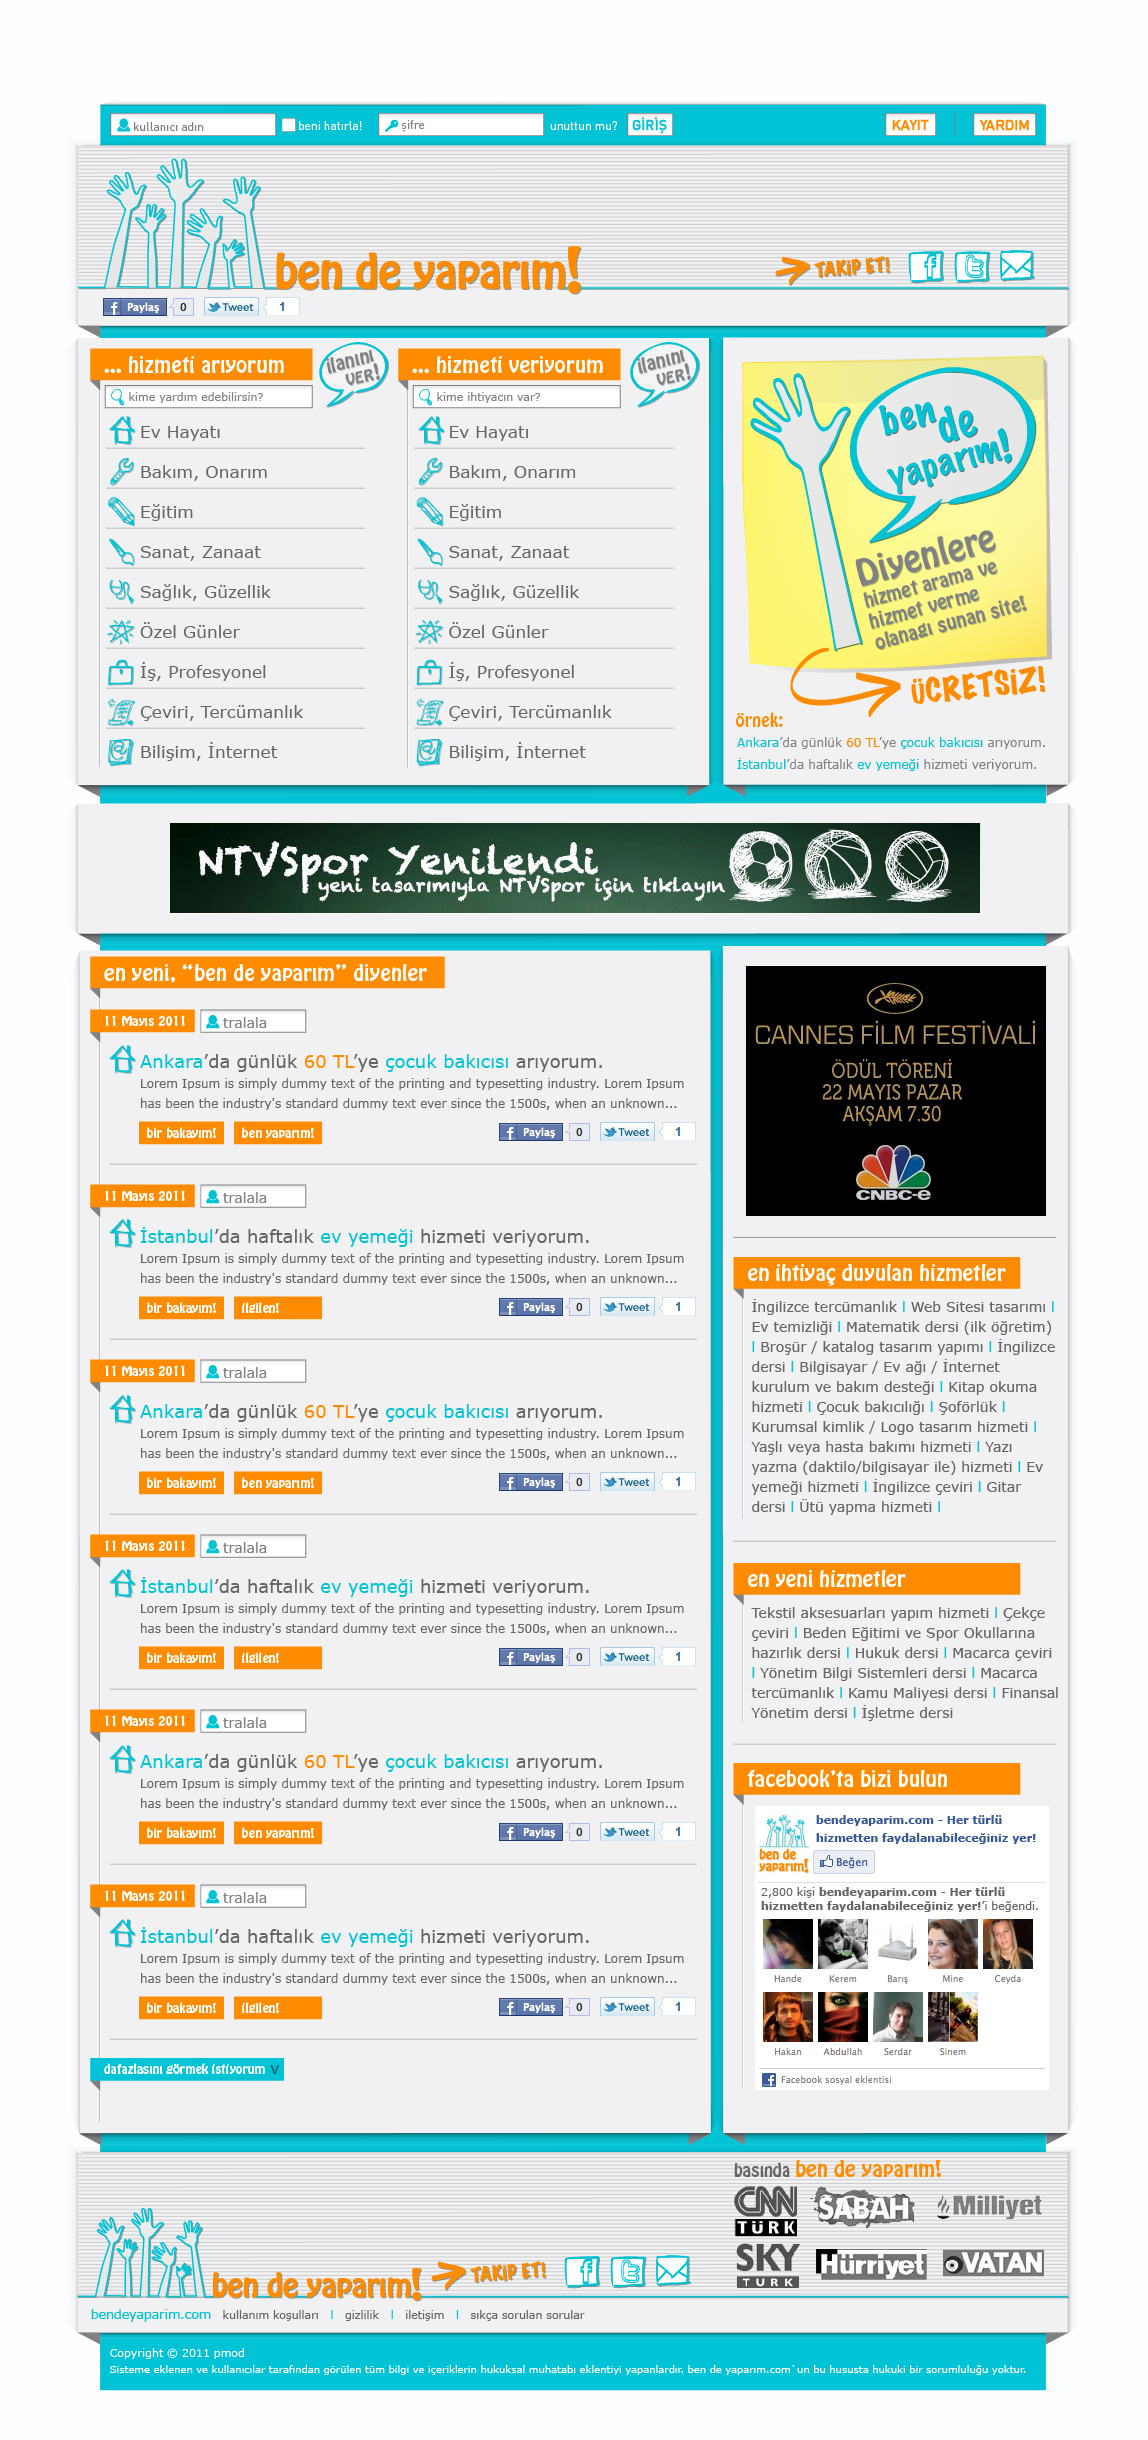 kullanıcı adın
beni hatırla!
şifre
unuttun mu?
GİRİŞ
KAYIT
YARDIM
ben de yaparım!
TAKİP ET!
Paylaş 0
Tweet 1
... hizmeti arıyorum
ilanını VER!
kime yardım edebilirsin?
Ev Hayatı
Bakım, Onarım
Eğitim
Sanat, Zanaat
Sağlık, Güzellik
Özel Günler
İş, Profesyonel
Çeviri, Tercümanlık
Bilişim, İnternet
... hizmeti veriyorum
ilanını VER!
kime ihtiyacın var?
Ev Hayatı
Bakım, Onarım
Eğitim
Sanat, Zanaat
Sağlık, Güzellik
Özel Günler
İş, Profesyonel
Çeviri, Tercümanlık
Bilişim, İnternet
ben de
yaparım!
Diyenlere
hizmet arama ve
hizmet verme
olanagı sunan site!
ÜCRETSİZ!
örnek:
Ankara'da günlük 60 TL'ye çocuk bakıcısı arıyorum.
İstanbul'da haftalık ev yemeği hizmeti veriyorum.
NTVSpor Yenilendi
yeni tasarımıyla NTVSpor için tıklayın
en yeni, “ben de yaparım” diyenler
11 Mayıs 2011 tralala
Ankara'da günlük 60 TL'ye çocuk bakıcısı arıyorum.
Lorem Ipsum is simply dummy text of the printing and typesetting industry. Lorem Ipsum
has been the industry's standard dummy text ever since the 1500s, when an unknown...
bir bakayım! ben yaparım! Paylaş 0 Tweet 1
11 Mayıs 2011 tralala
İstanbul'da haftalık ev yemeği hizmeti veriyorum.
Lorem Ipsum is simply dummy text of the printing and typesetting industry. Lorem Ipsum
has been the industry's standard dummy text ever since the 1500s, when an unknown...
bir bakayım! ilgilen! Paylaş 0 Tweet 1
11 Mayıs 2011 tralala
Ankara'da günlük 60 TL'ye çocuk bakıcısı arıyorum.
Lorem Ipsum is simply dummy text of the printing and typesetting industry. Lorem Ipsum
has been the industry's standard dummy text ever since the 1500s, when an unknown...
bir bakayım! ben yaparım! Paylaş 0 Tweet 1
11 Mayıs 2011 tralala
İstanbul'da haftalık ev yemeği hizmeti veriyorum.
Lorem Ipsum is simply dummy text of the printing and typesetting industry. Lorem Ipsum
has been the industry's standard dummy text ever since the 1500s, when an unknown...
bir bakayım! ilgilen! Paylaş 0 Tweet 1
11 Mayıs 2011 tralala
Ankara'da günlük 60 TL'ye çocuk bakıcısı arıyorum.
Lorem Ipsum is simply dummy text of the printing and typesetting industry. Lorem Ipsum
has been the industry's standard dummy text ever since the 1500s, when an unknown...
bir bakayım! ben yaparım! Paylaş 0 Tweet 1
11 Mayıs 2011 tralala
İstanbul'da haftalık ev yemeği hizmeti veriyorum.
Lorem Ipsum is simply dummy text of the printing and typesetting industry. Lorem Ipsum
has been the industry's standard dummy text ever since the 1500s, when an unknown...
bir bakayım! ilgilen! Paylaş 0 Tweet 1
dafazlasını görmek istiyorum V
CANNES FİLM FESTİVALİ
ÖDÜL TÖRENİ
22 MAYIS PAZAR
AKŞAM 7.30
CNBC-e
en ihtiyaç duyulan hizmetler
İngilizce tercümanlık | Web Sitesi tasarımı |
Ev temizliği | Matematik dersi (ilk öğretim)
| Broşür / katalog tasarım yapımı | İngilizce
dersi | Bilgisayar / Ev ağı / İnternet
kurulum ve bakım desteği | Kitap okuma
hizmeti | Çocuk bakıcılığı | Şoförlük |
Kurumsal kimlik / Logo tasarım hizmeti |
Yaşlı veya hasta bakımı hizmeti | Yazı
yazma (daktilo/bilgisayar ile) hizmeti | Ev
yemeği hizmeti | İngilizce çeviri | Gitar
dersi | Ütü yapma hizmeti |
en yeni hizmetler
Tekstil aksesuarları yapım hizmeti | Çekçe
çeviri | Beden Eğitimi ve Spor Okullarına
hazırlık dersi | Hukuk dersi | Macarca çeviri
| Yönetim Bilgi Sistemleri dersi | Macarca
tercümanlık | Kamu Maliyesi dersi | Finansal
Yönetim dersi | İşletme dersi
facebook'ta bizi bulun
ben de
yaparım!
bendeyaparim.com - Her türlü
hizmetten faydalanabileceğiniz yer!
Beğen
2,800 kişi bendeyaparim.com - Her türlü
hizmetten faydalanabileceğiniz yer!'i beğendi.
Hande Kerem Barış Mine Ceyda
Hakan Abdullah Serdar Sinem
Facebook sosyal eklentisi
ben de yaparım!
TAKİP ET!
basında ben de yaparım!
CNN TÜRK
SABAH
Milliyet
SKY TURK
Hürriyet
VATAN
bendeyaparim.com kullanım koşulları | gizlilik | iletişim | sıkça sorulan sorular
Copyright © 2011 pmod
Sisteme eklenen ve kullanıcılar tarafından görülen tüm bilgi ve içeriklerin hukuksal muhatabı eklentiyi yapanlardır. ben de yaparım.com`un bu hususta hukuki bir sorumluluğu yoktur.